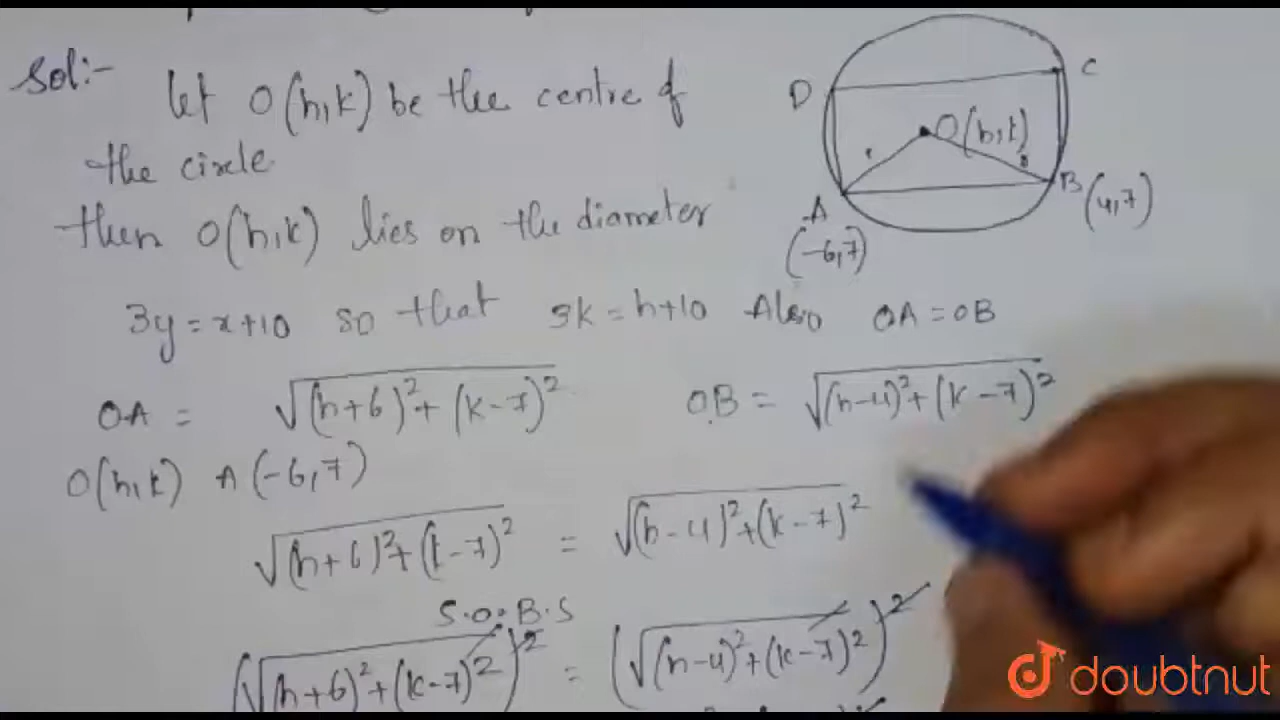 Sol:- let O(h,k) be the centre of
the circle
then O(h,k) lies on the diameter
3y = x+10 so that 3k = h+10 Also OA = OB
OA = √(h+6)²+(k-7)² OB = √(h-4)²+(k-7)²
O(h,k) A(-6,7)
√(h+6)²+(k-7)² = √(h-4)²+(k-7)²
S.O.B.S
(√(h+6)²+(k-7)²)² = (√(h-4)²+(k-7)²)²
D
C
O(h,k)
A
(-6,7)
B(4,7)
doubtnut